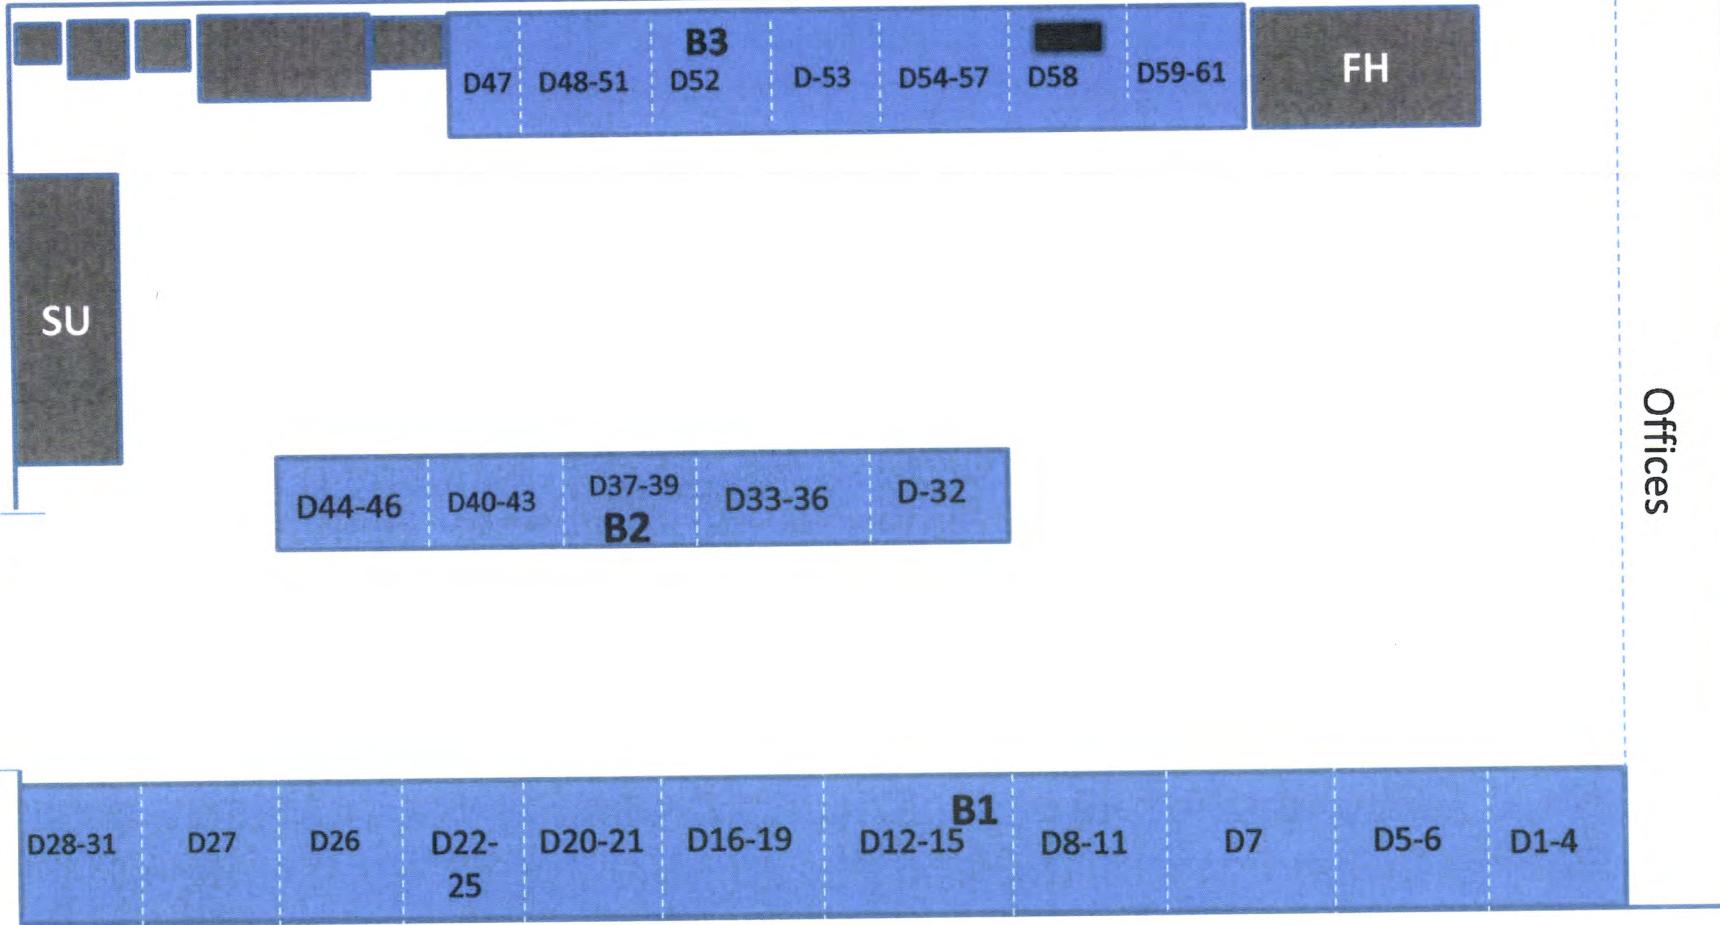 B3
D47 D48-51 D52 D-53 D54-57 D58 D59-61 FH
SU
Offices
D44-46 D40-43 D37-39 D33-36 D-32
B2
B1
D28-31 D27 D26 D22- D20-21 D16-19 D12-15 D8-11 D7 D5-6 D1-4
25